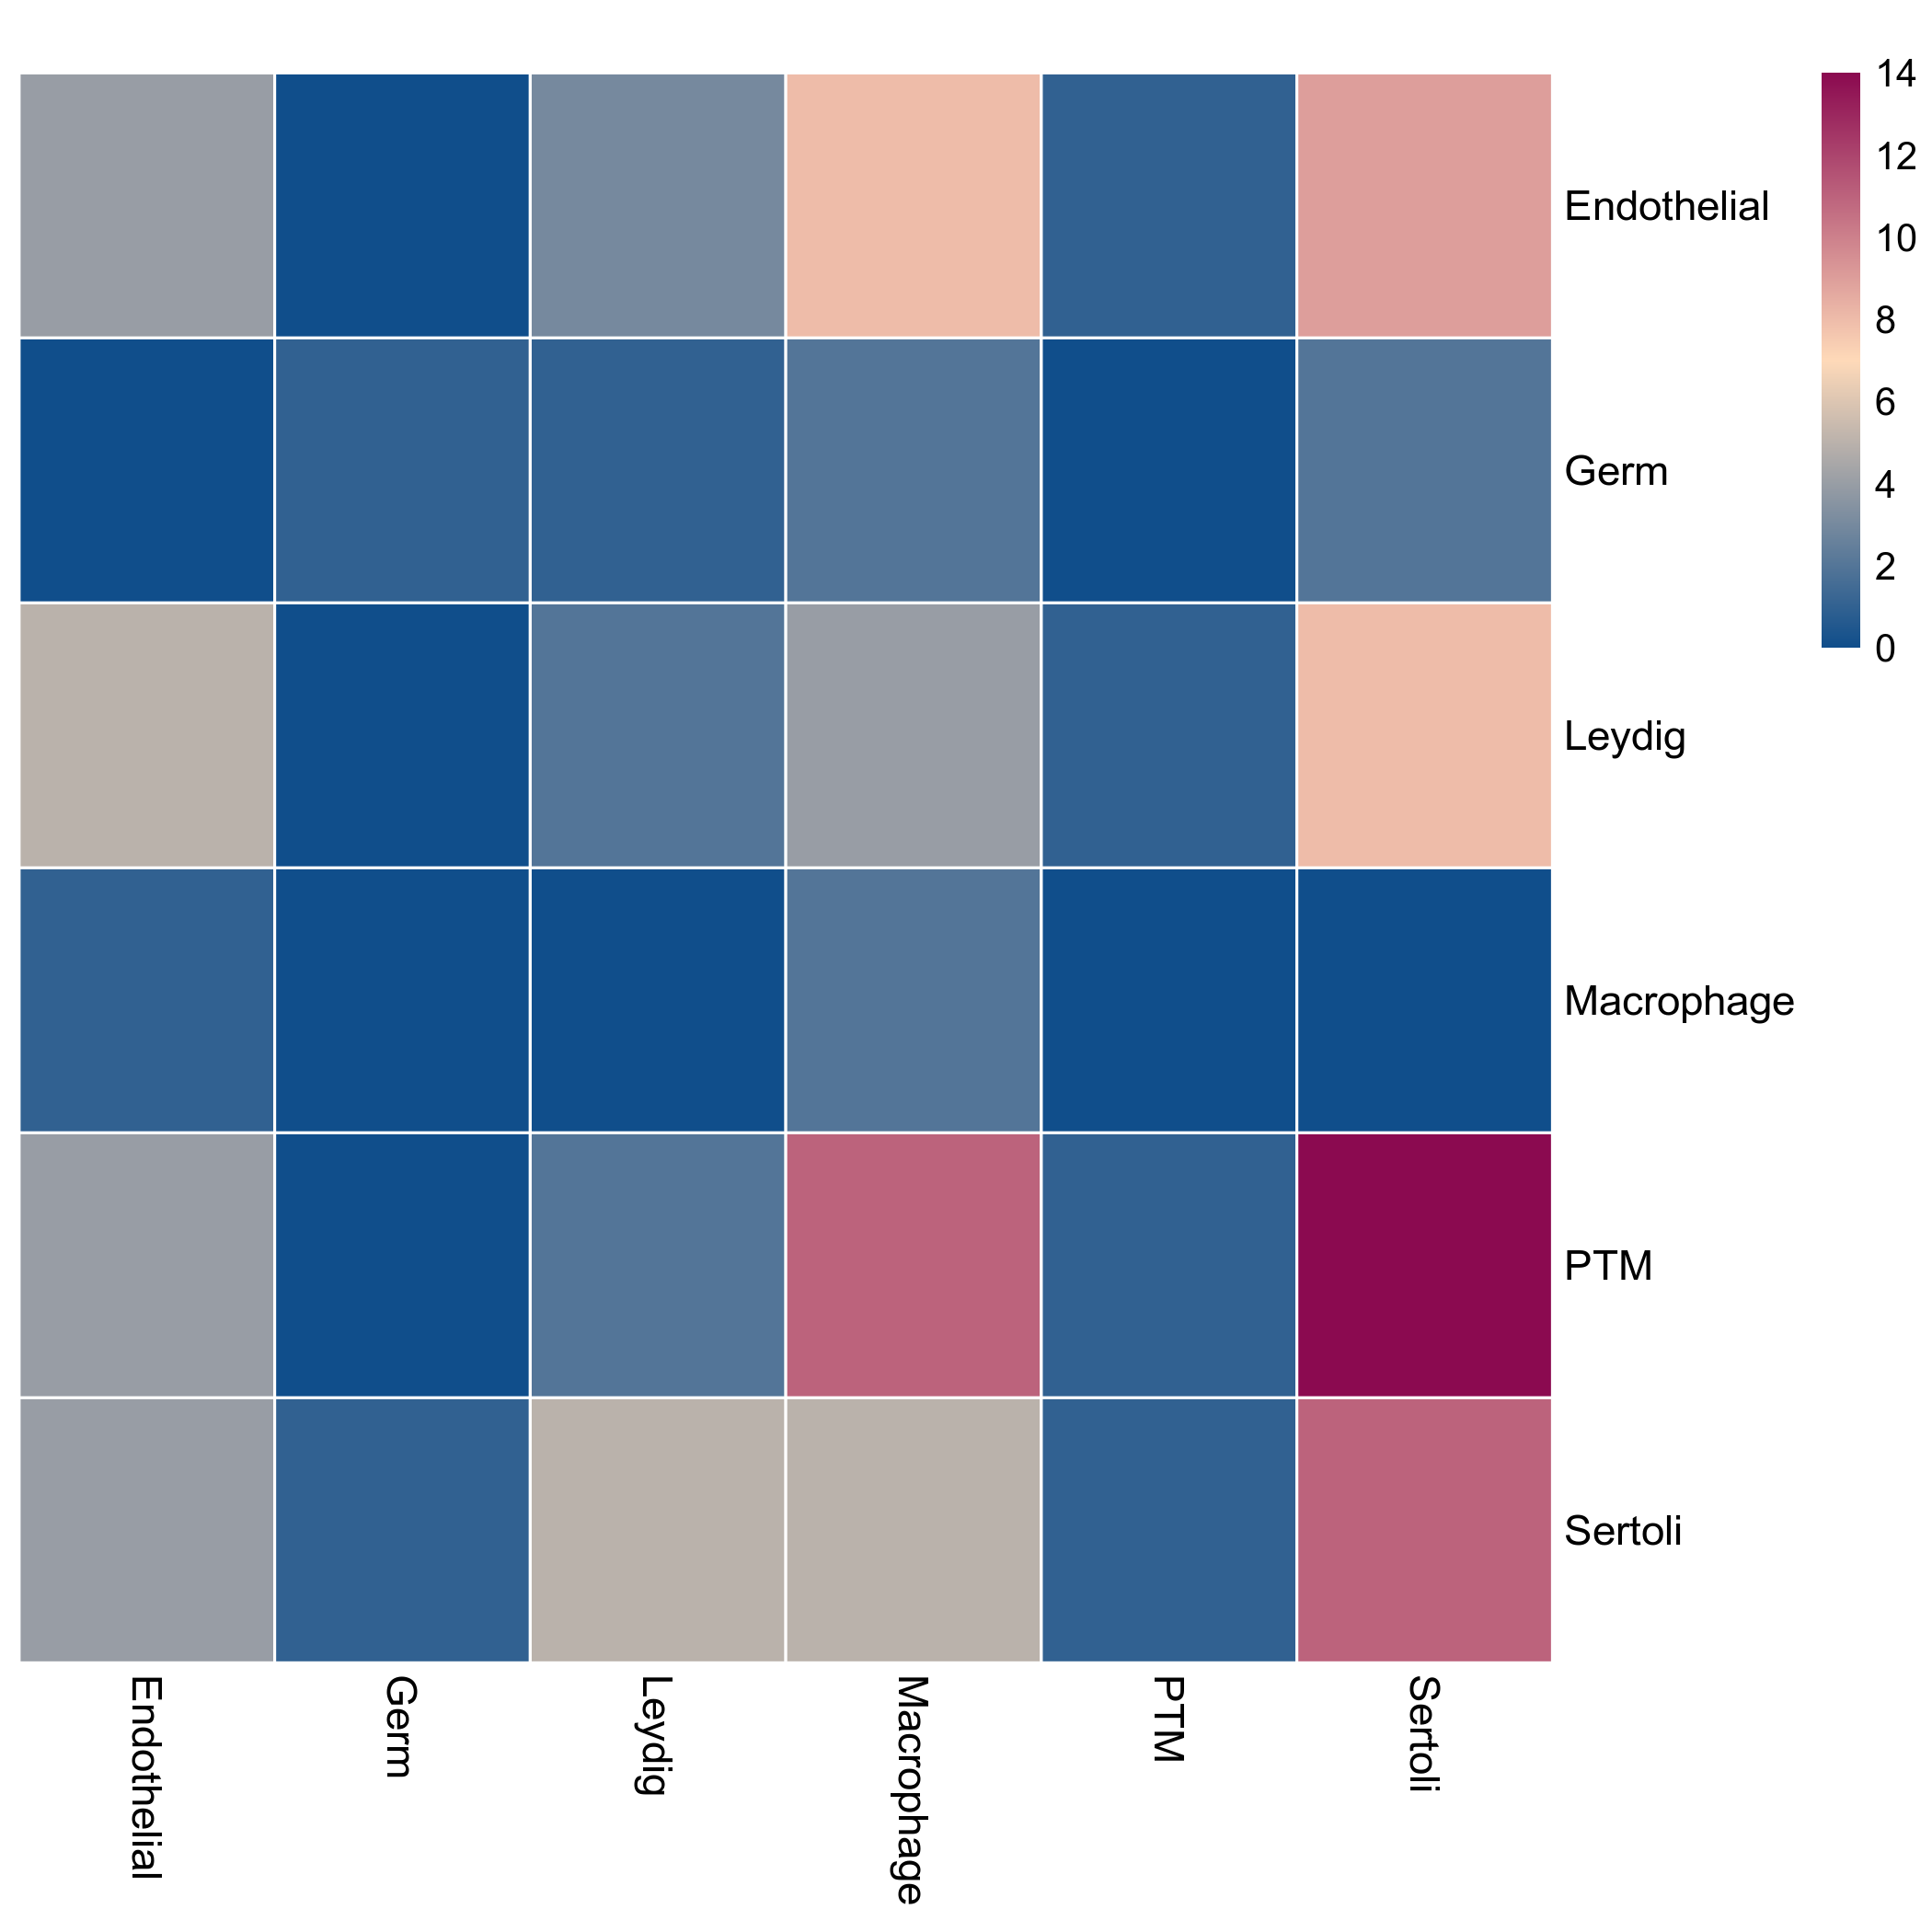 14
12
10
8
6
4
2
0
Endothelial
Germ
Leydig
Macrophage
PTM
Sertoli
Endothelial
Germ
Leydig
Macrophage
PTM
Sertoli